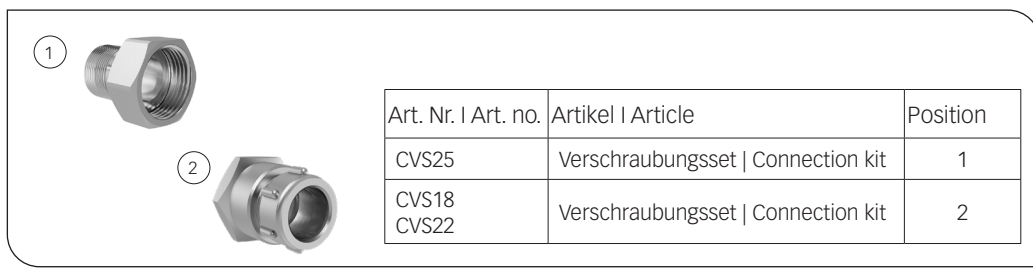 1
2
Art. Nr. I Art. no. Artikel I Article Position
CVS25 Verschraubungsset | Connection kit 1
CVS18
CVS22 Verschraubungsset | Connection kit 2